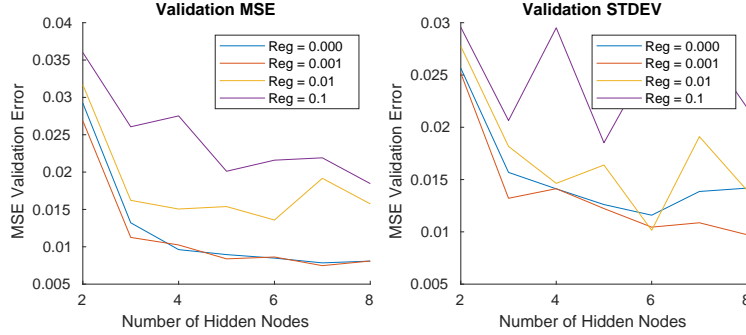 Validation MSE
MSE Validation Error
0.04
0.035
0.03
0.025
0.02
0.015
0.01
0.005
Reg = 0.000
Reg = 0.001
Reg = 0.01
Reg = 0.1
2
4
6
8
Number of Hidden Nodes
Validation STDEV
MSE Validation Error
0.03
0.025
0.02
0.015
0.01
0.005
Reg = 0.000
Reg = 0.001
Reg = 0.01
Reg = 0.1
2
4
6
8
Number of Hidden Nodes